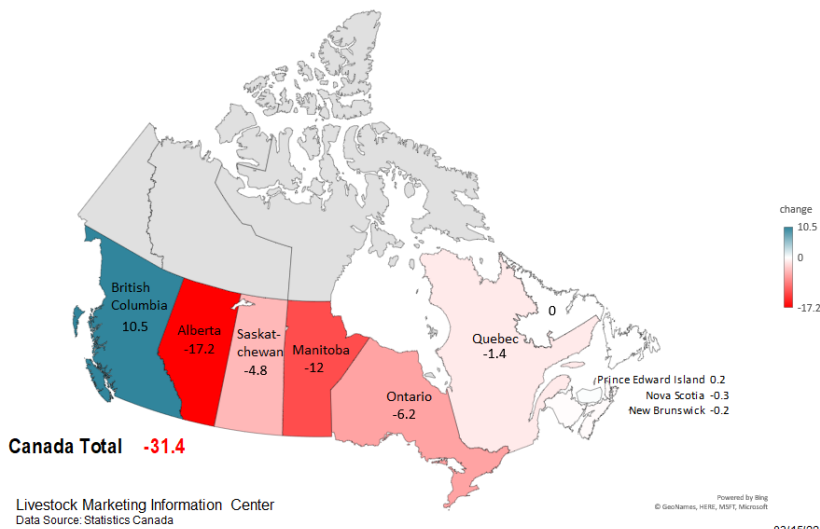 change
10.5
0
-17.2
British
Columbia
10.5
Alberta
-17.2
Saskat-
chewan
-4.8
Manitoba
-12
Ontario
-6.2
Quebec
-1.4
0
Prince Edward Island 0.2
Nova Scotia -0.3
New Brunswick -0.2
Canada Total -31.4
Livestock Marketing Information Center
Data Source: Statistics Canada
Powered by Bing
© GeoNames, HERE, MSFT, Microsoft